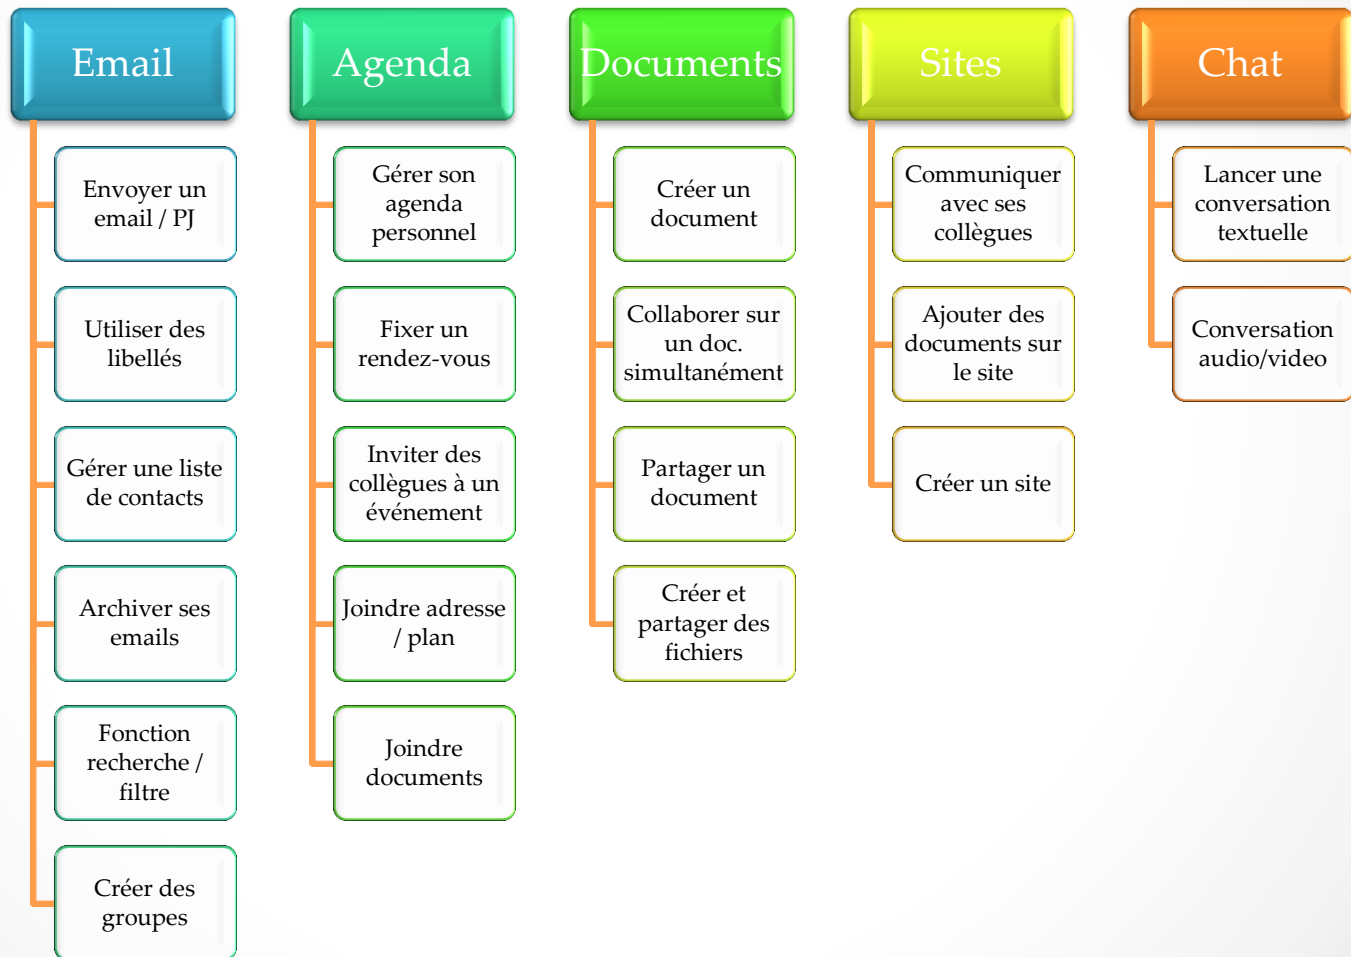 Email
Envoyer un
email / PJ
Utiliser des
libellés
Gérer une liste
de contacts
Archiver ses
emails
Fonction
recherche /
filtre
Créer des
groupes
Agenda
Gérer son
agenda
personnel
Fixer un
rendez-vous
Inviter des
collègues à un
événement
Joindre adresse
/ plan
Joindre
documents
Documents
Créer un
document
Collaborer sur
un doc.
simultanément
Partager un
document
Créer et
partager des
fichiers
Sites
Communiquer
avec ses
collègues
Ajouter des
documents sur
le site
Créer un site
Chat
Lancer une
conversation
textuelle
Conversation
audio/video